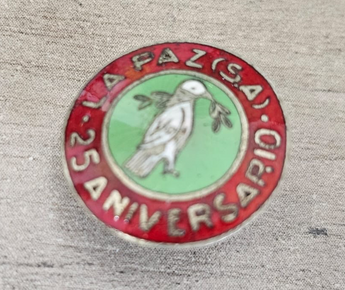 LA PAZ (S.A)
25 ANIVERSARIO